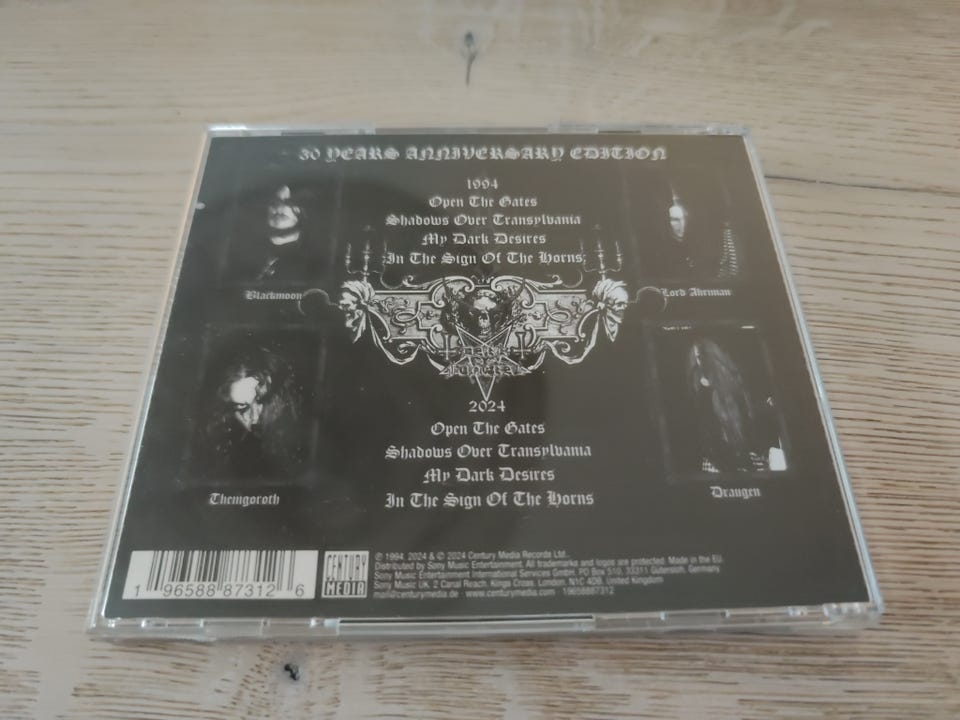 30 YEARS ANNIVERSARY EDITION
1994
Open The Gates
Shadows Over Transylvania
My Dark Desires
In The Sign Of The Horns
Blackmoon
Lord Ahriman
DARK
FUNERAL
2024
Open The Gates
Shadows Over Transylvania
My Dark Desires
In The Sign Of The Horns
Themgoroth
Draugen
1 96588 87312 6
CENTURY
MEDIA
℗ 1994, 2024 & © 2024 Century Media Records Ltd.
Distributed by Sony Music Entertainment. All trademarks and logos are protected. Made in the EU.
Sony Music Entertainment International Services GmbH, PO Box 510, 33311 Gütersloh, Germany
Sony Music UK, 2 Canal Reach, Kings Cross, London, N1C 4DB, United Kingdom
mail@centurymedia.de www.centurymedia.com 19658887312